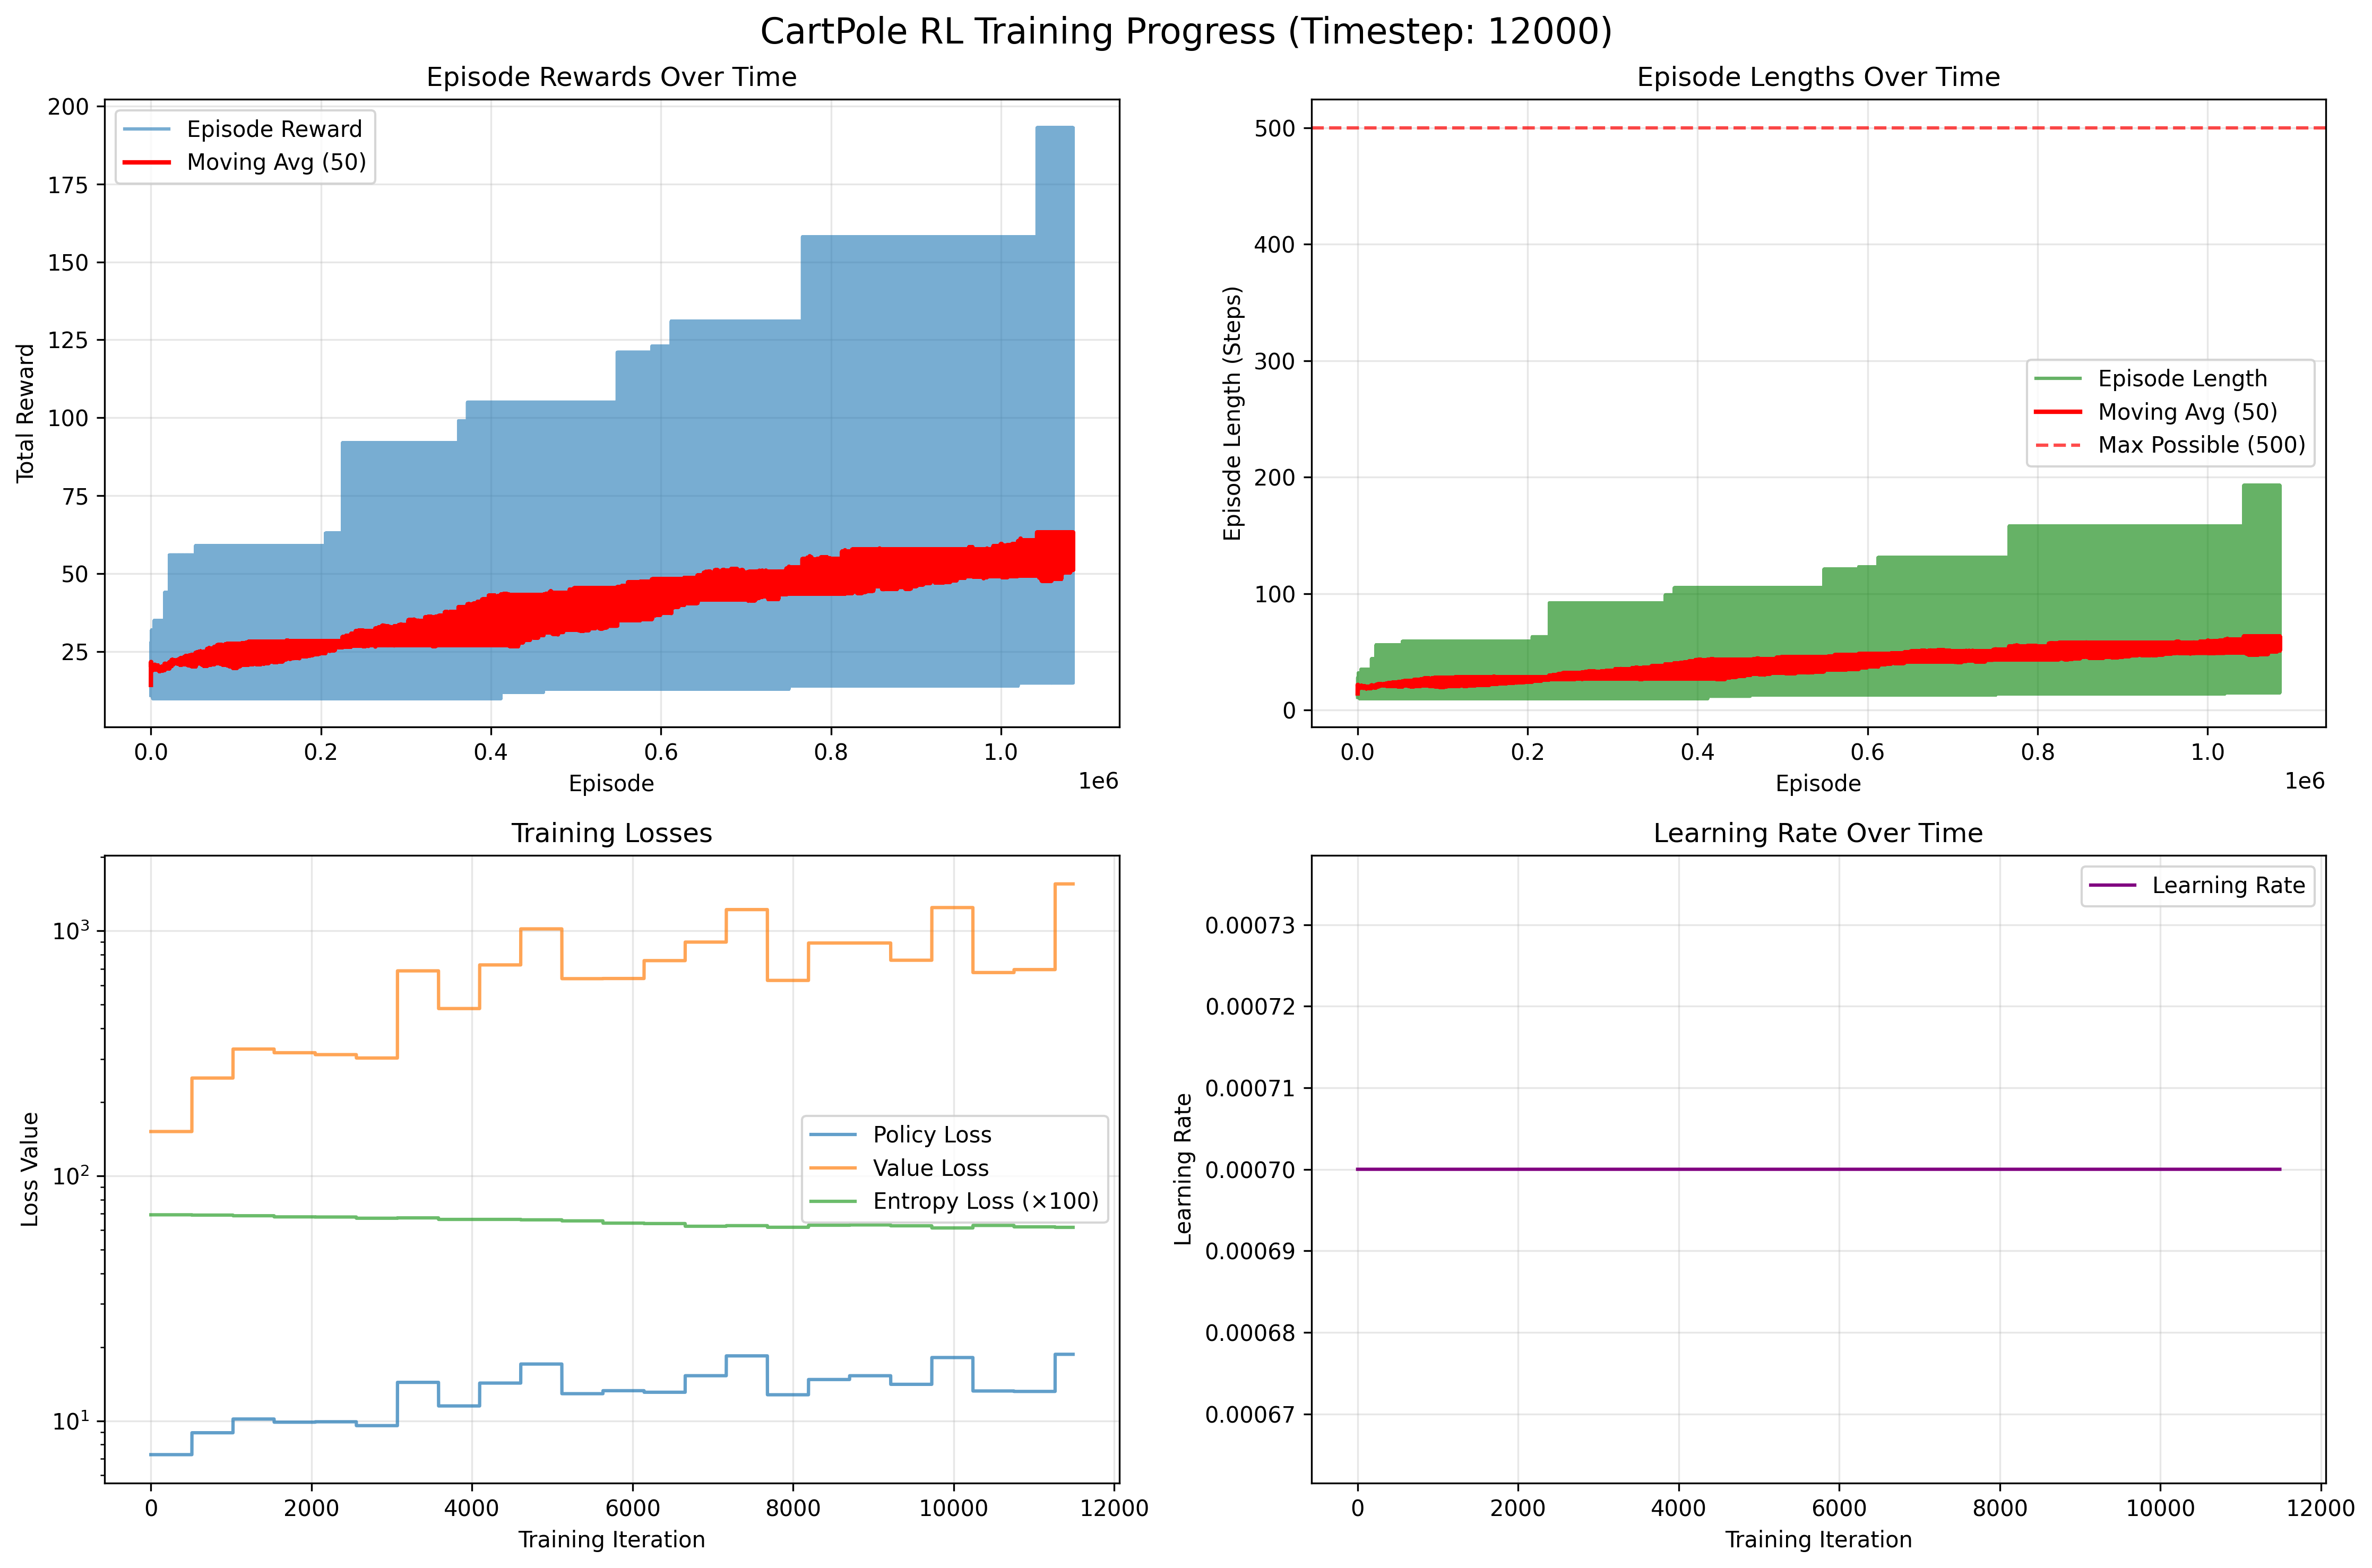 CartPole RL Training Progress (Timestep: 12000)
Episode Rewards Over Time
Total Reward
200
175
150
125
100
75
50
25
Episode Reward
Moving Avg (50)
0.0 0.2 0.4 0.6 0.8 1.0
Episode
1e6
Episode Lengths Over Time
Episode Length (Steps)
500
400
300
200
100
0
Episode Length
Moving Avg (50)
Max Possible (500)
0.0 0.2 0.4 0.6 0.8 1.0
Episode
1e6
Training Losses
Loss Value
10³
10²
10¹
Policy Loss
Value Loss
Entropy Loss (×100)
0 2000 4000 6000 8000 10000 12000
Training Iteration
Learning Rate Over Time
Learning Rate
0.00073
0.00072
0.00071
0.00070
0.00069
0.00068
0.00067
Learning Rate
0 2000 4000 6000 8000 10000 12000
Training Iteration